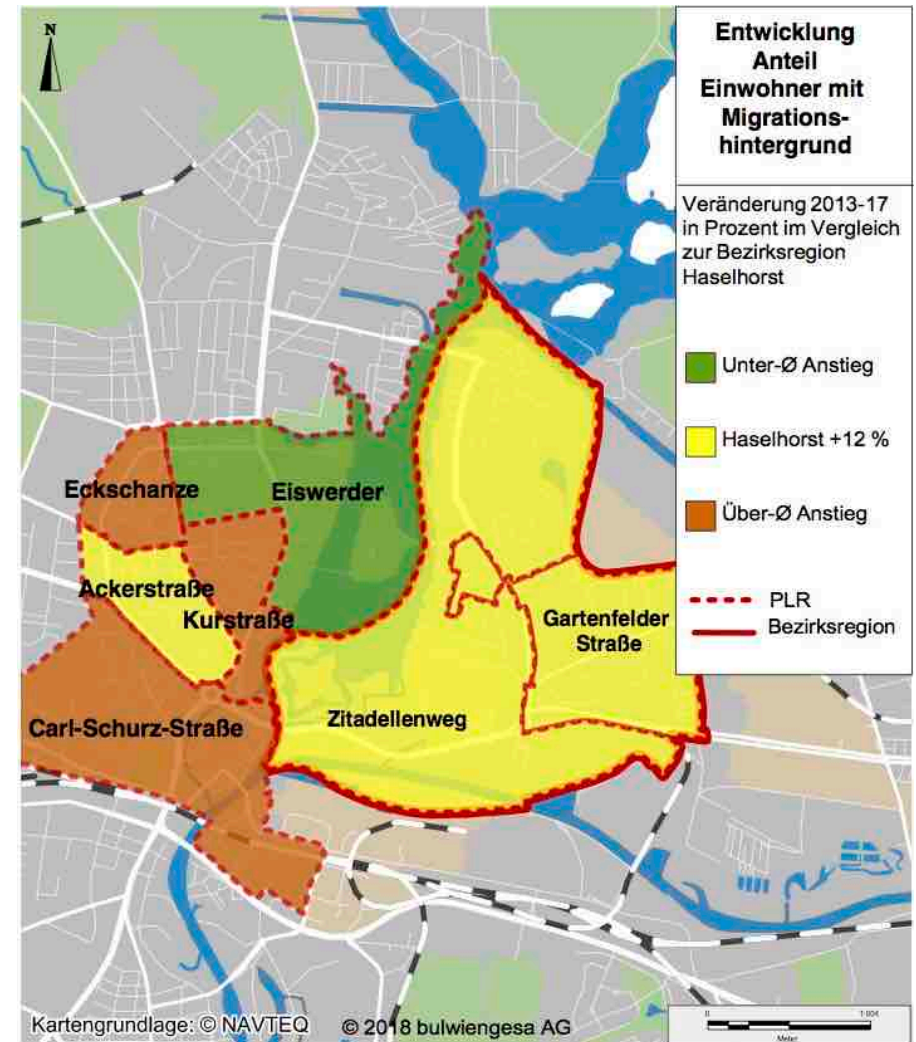 N
Entwicklung
Anteil
Einwohner mit
Migrations-
hintergrund
Veränderung 2013-17
in Prozent im Vergleich
zur Bezirksregion
Haselhorst
Unter-Ø Anstieg
Haselhorst +12 %
Über-Ø Anstieg
PLR
Bezirksregion
Eckschanze
Eiswerder
Ackerstraße
Kurstraße
Gartenfelder
Straße
Carl-Schurz-Straße
Zitadellenweg
Kartengrundlage: © NAVTEQ © 2018 bulwiengesa AG
0
Meter